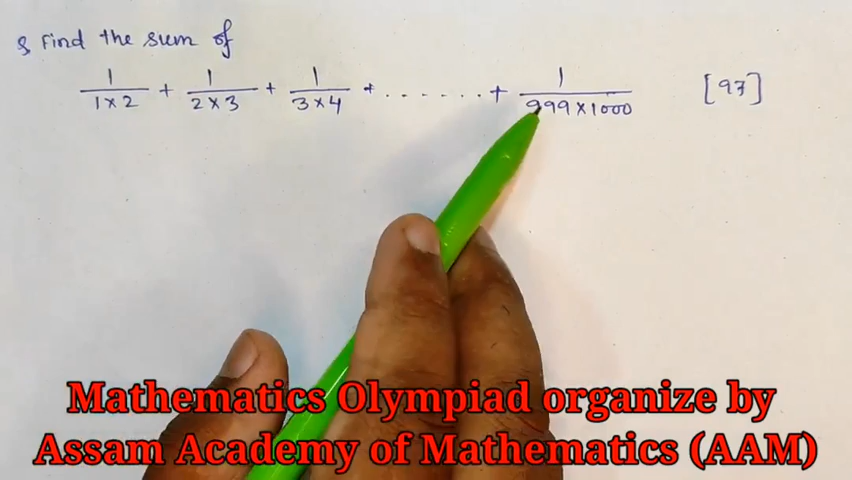 Q Find the sum of
1/1×2 + 1/2×3 + 1/3×4 + ....... + 1/999×1000 [97]
Mathematics Olympiad organize by
Assam Academy of Mathematics (AAM)